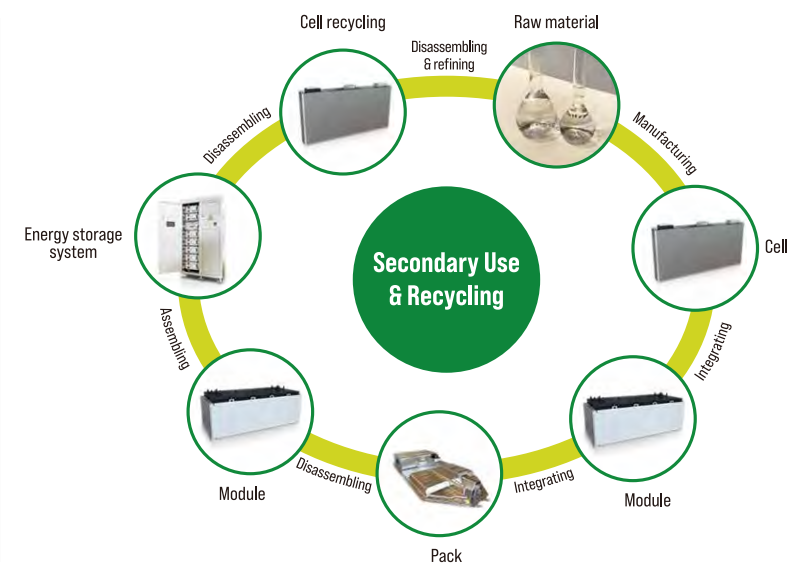 Cell recycling
Disassembling
& refining
Raw material
Manufacturing
Cell
Integrating
Module
Integrating
Pack
Disassembling
Module
Assembling
Energy storage
system
Disassembling
Secondary Use
& Recycling